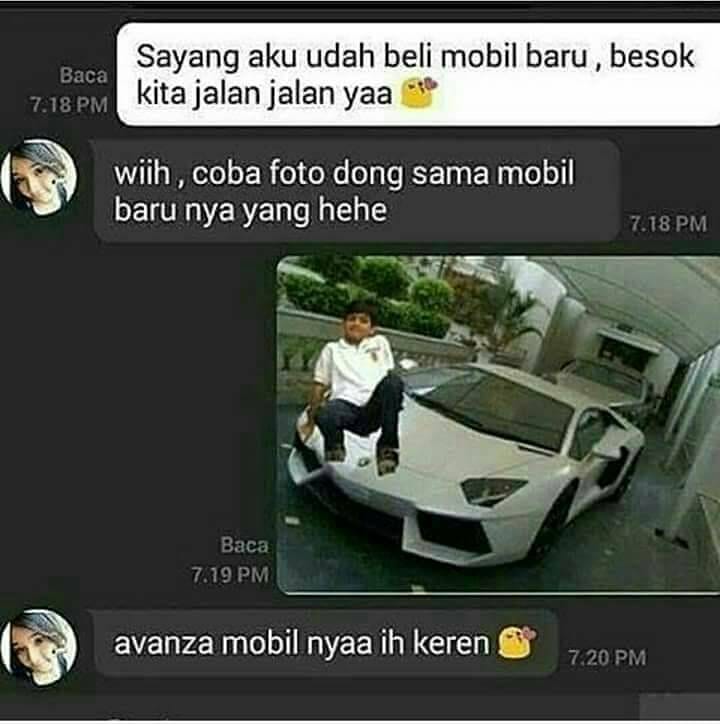 Sayang aku udah beli mobil baru , besok
kita jalan jalan yaa 😘
Baca
7.18 PM
wiih , coba foto dong sama mobil
baru nya yang hehe
7.18 PM
Baca
7.19 PM
avanza mobil nyaa ih keren 😘
7.20 PM